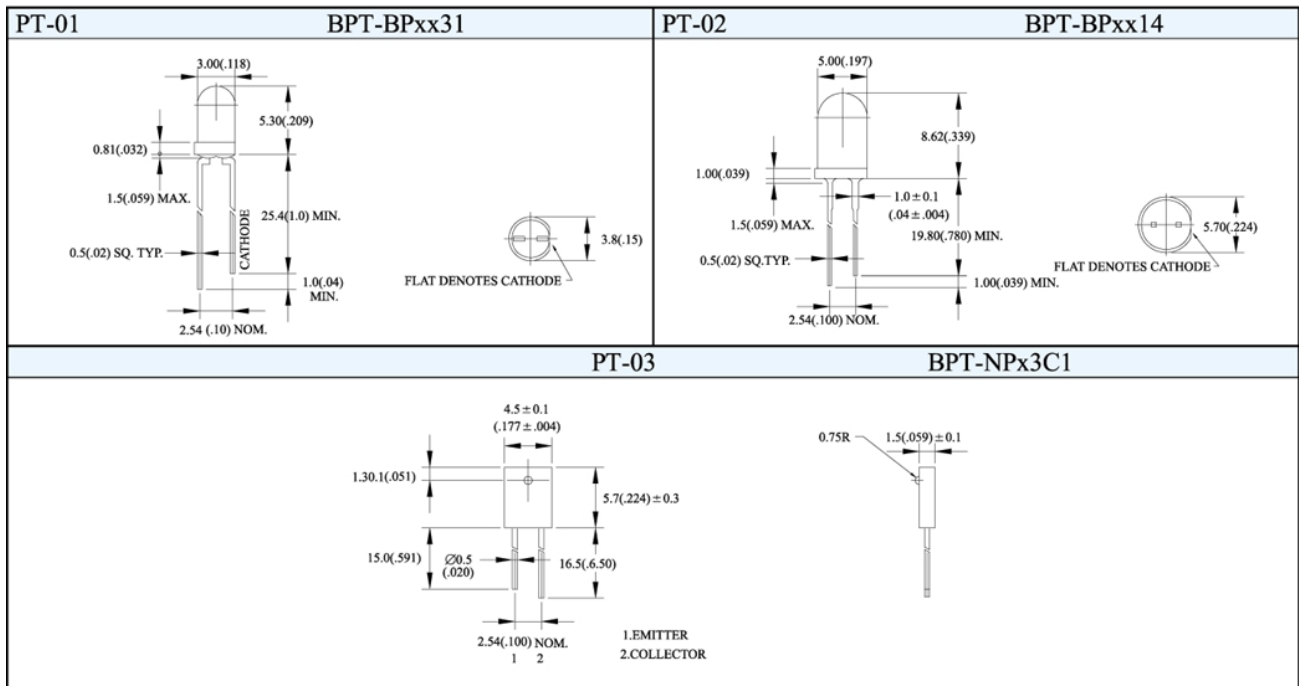 PT-01 BPT-BPxx31
3.00(.118)
5.30(.209)
0.81(.032)
1.5(.059) MAX.
25.4(1.0) MIN.
CATHODE
0.5(.02) SQ. TYP.
1.0(.04)
MIN.
2.54 (.10) NOM.
3.8(.15)
FLAT DENOTES CATHODE
PT-02 BPT-BPxx14
5.00(.197)
8.62(.339)
1.00(.039)
1.0±0.1
(.04±.004)
1.5(.059) MAX.
19.80(.780) MIN.
0.5(.02) SQ.TYP.
1.00(.039) MIN.
2.54(.100) NOM.
5.70(.224)
FLAT DENOTES CATHODE
PT-03 BPT-NPx3C1
4.5±0.1
(.177±.004)
1.30.1(.051)
5.7(.224)±0.3
15.0(.591)
Ø0.5
(.020)
16.5(.6.50)
2.54(.100) NOM.
1 2
1.EMITTER
2.COLLECTOR
0.75R
1.5(.059)±0.1